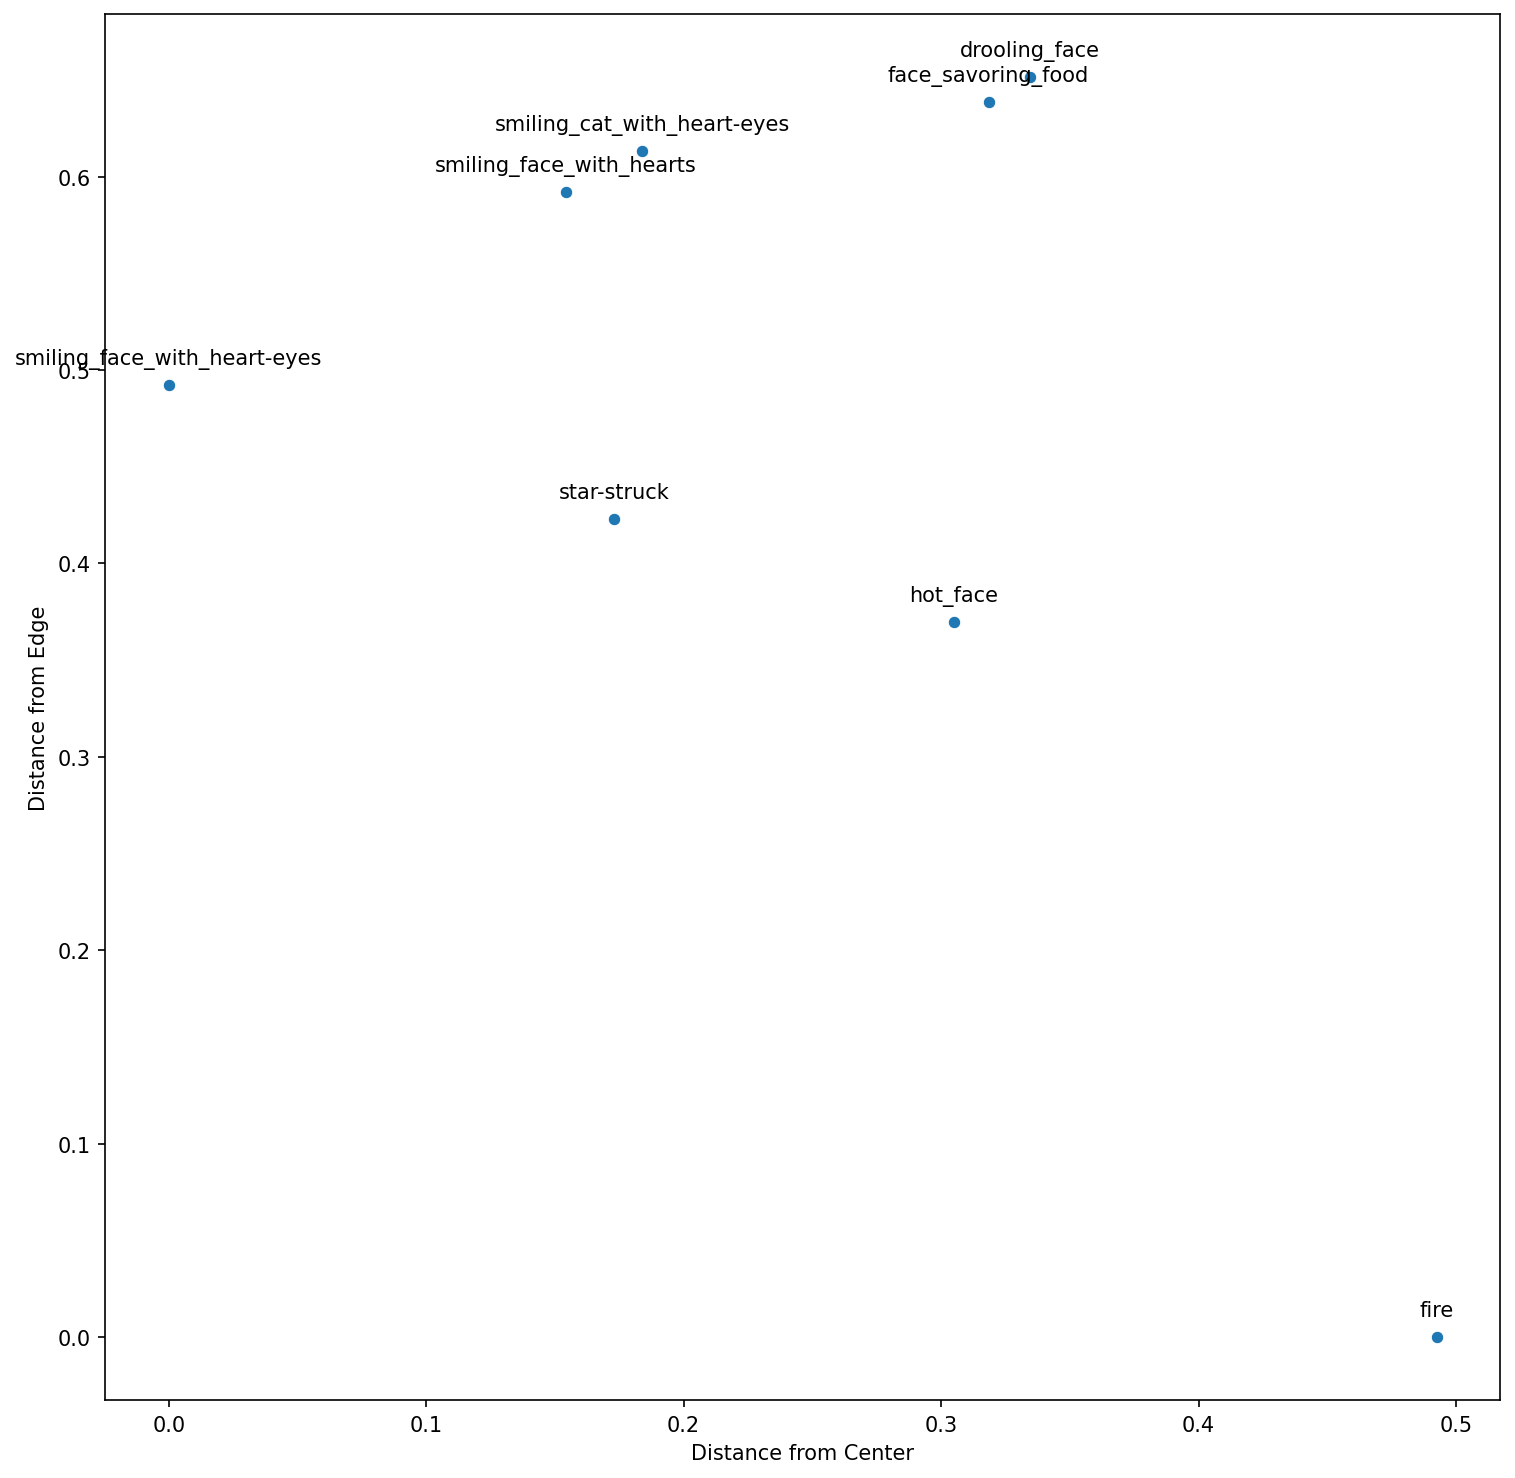 drooling_face
face_savoring_food
smiling_cat_with_heart-eyes
smiling_face_with_hearts
0.6
smiling_face_with_heart-eyes
0.5
star-struck
0.4
hot_face
Distance from Edge
0.3
0.2
0.1
fire
0.0
0.0 0.1 0.2 0.3 0.4 0.5
Distance from Center